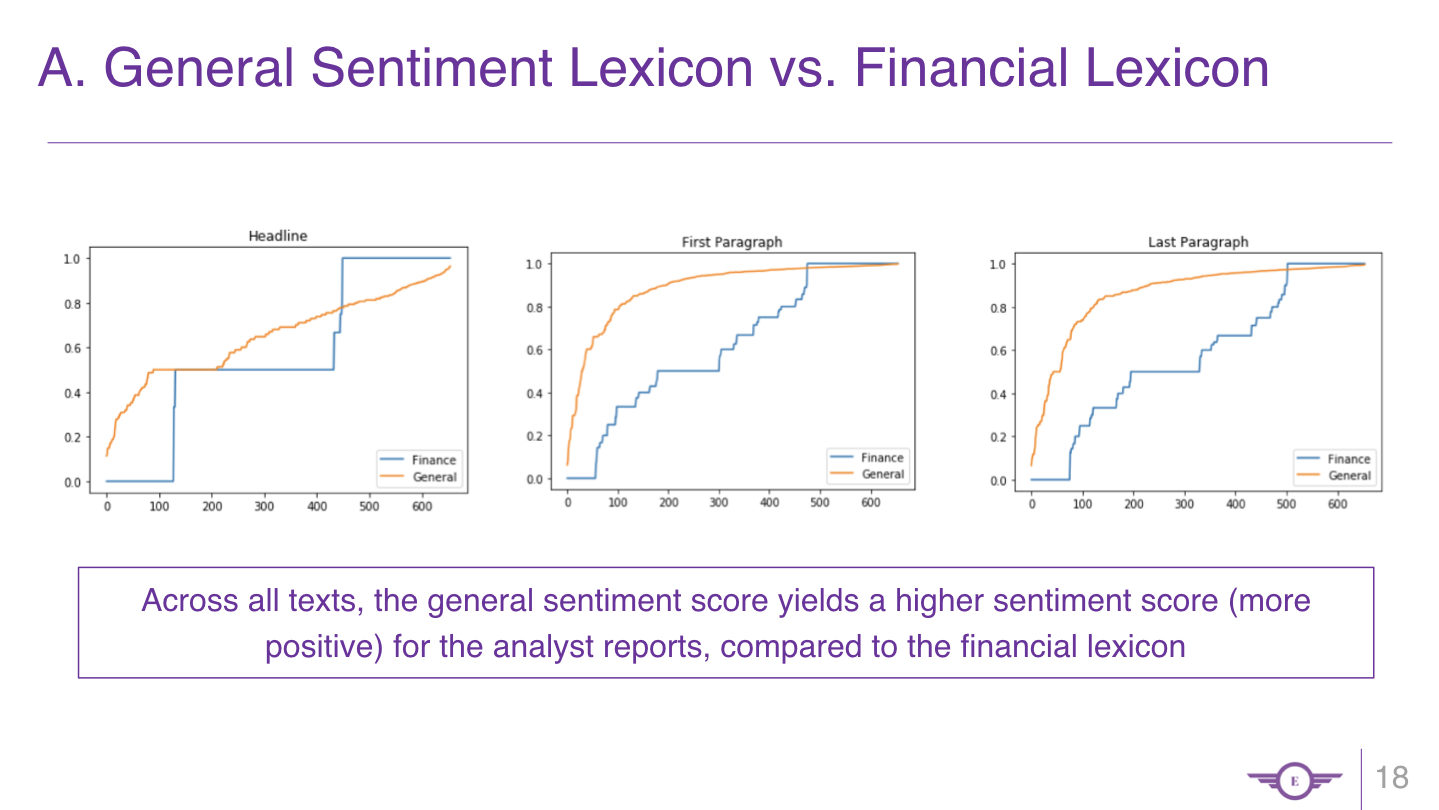 A. General Sentiment Lexicon vs. Financial Lexicon
Headline
1.0
0.8
0.6
0.4
0.2
0.0
0 100 200 300 400 500 600
Finance
General
First Paragraph
1.0
0.8
0.6
0.4
0.2
0.0
0 100 200 300 400 500 600
Finance
General
Last Paragraph
1.0
0.8
0.6
0.4
0.2
0.0
0 100 200 300 400 500 600
Finance
General
Across all texts, the general sentiment score yields a higher sentiment score (more
positive) for the analyst reports, compared to the financial lexicon
E
18